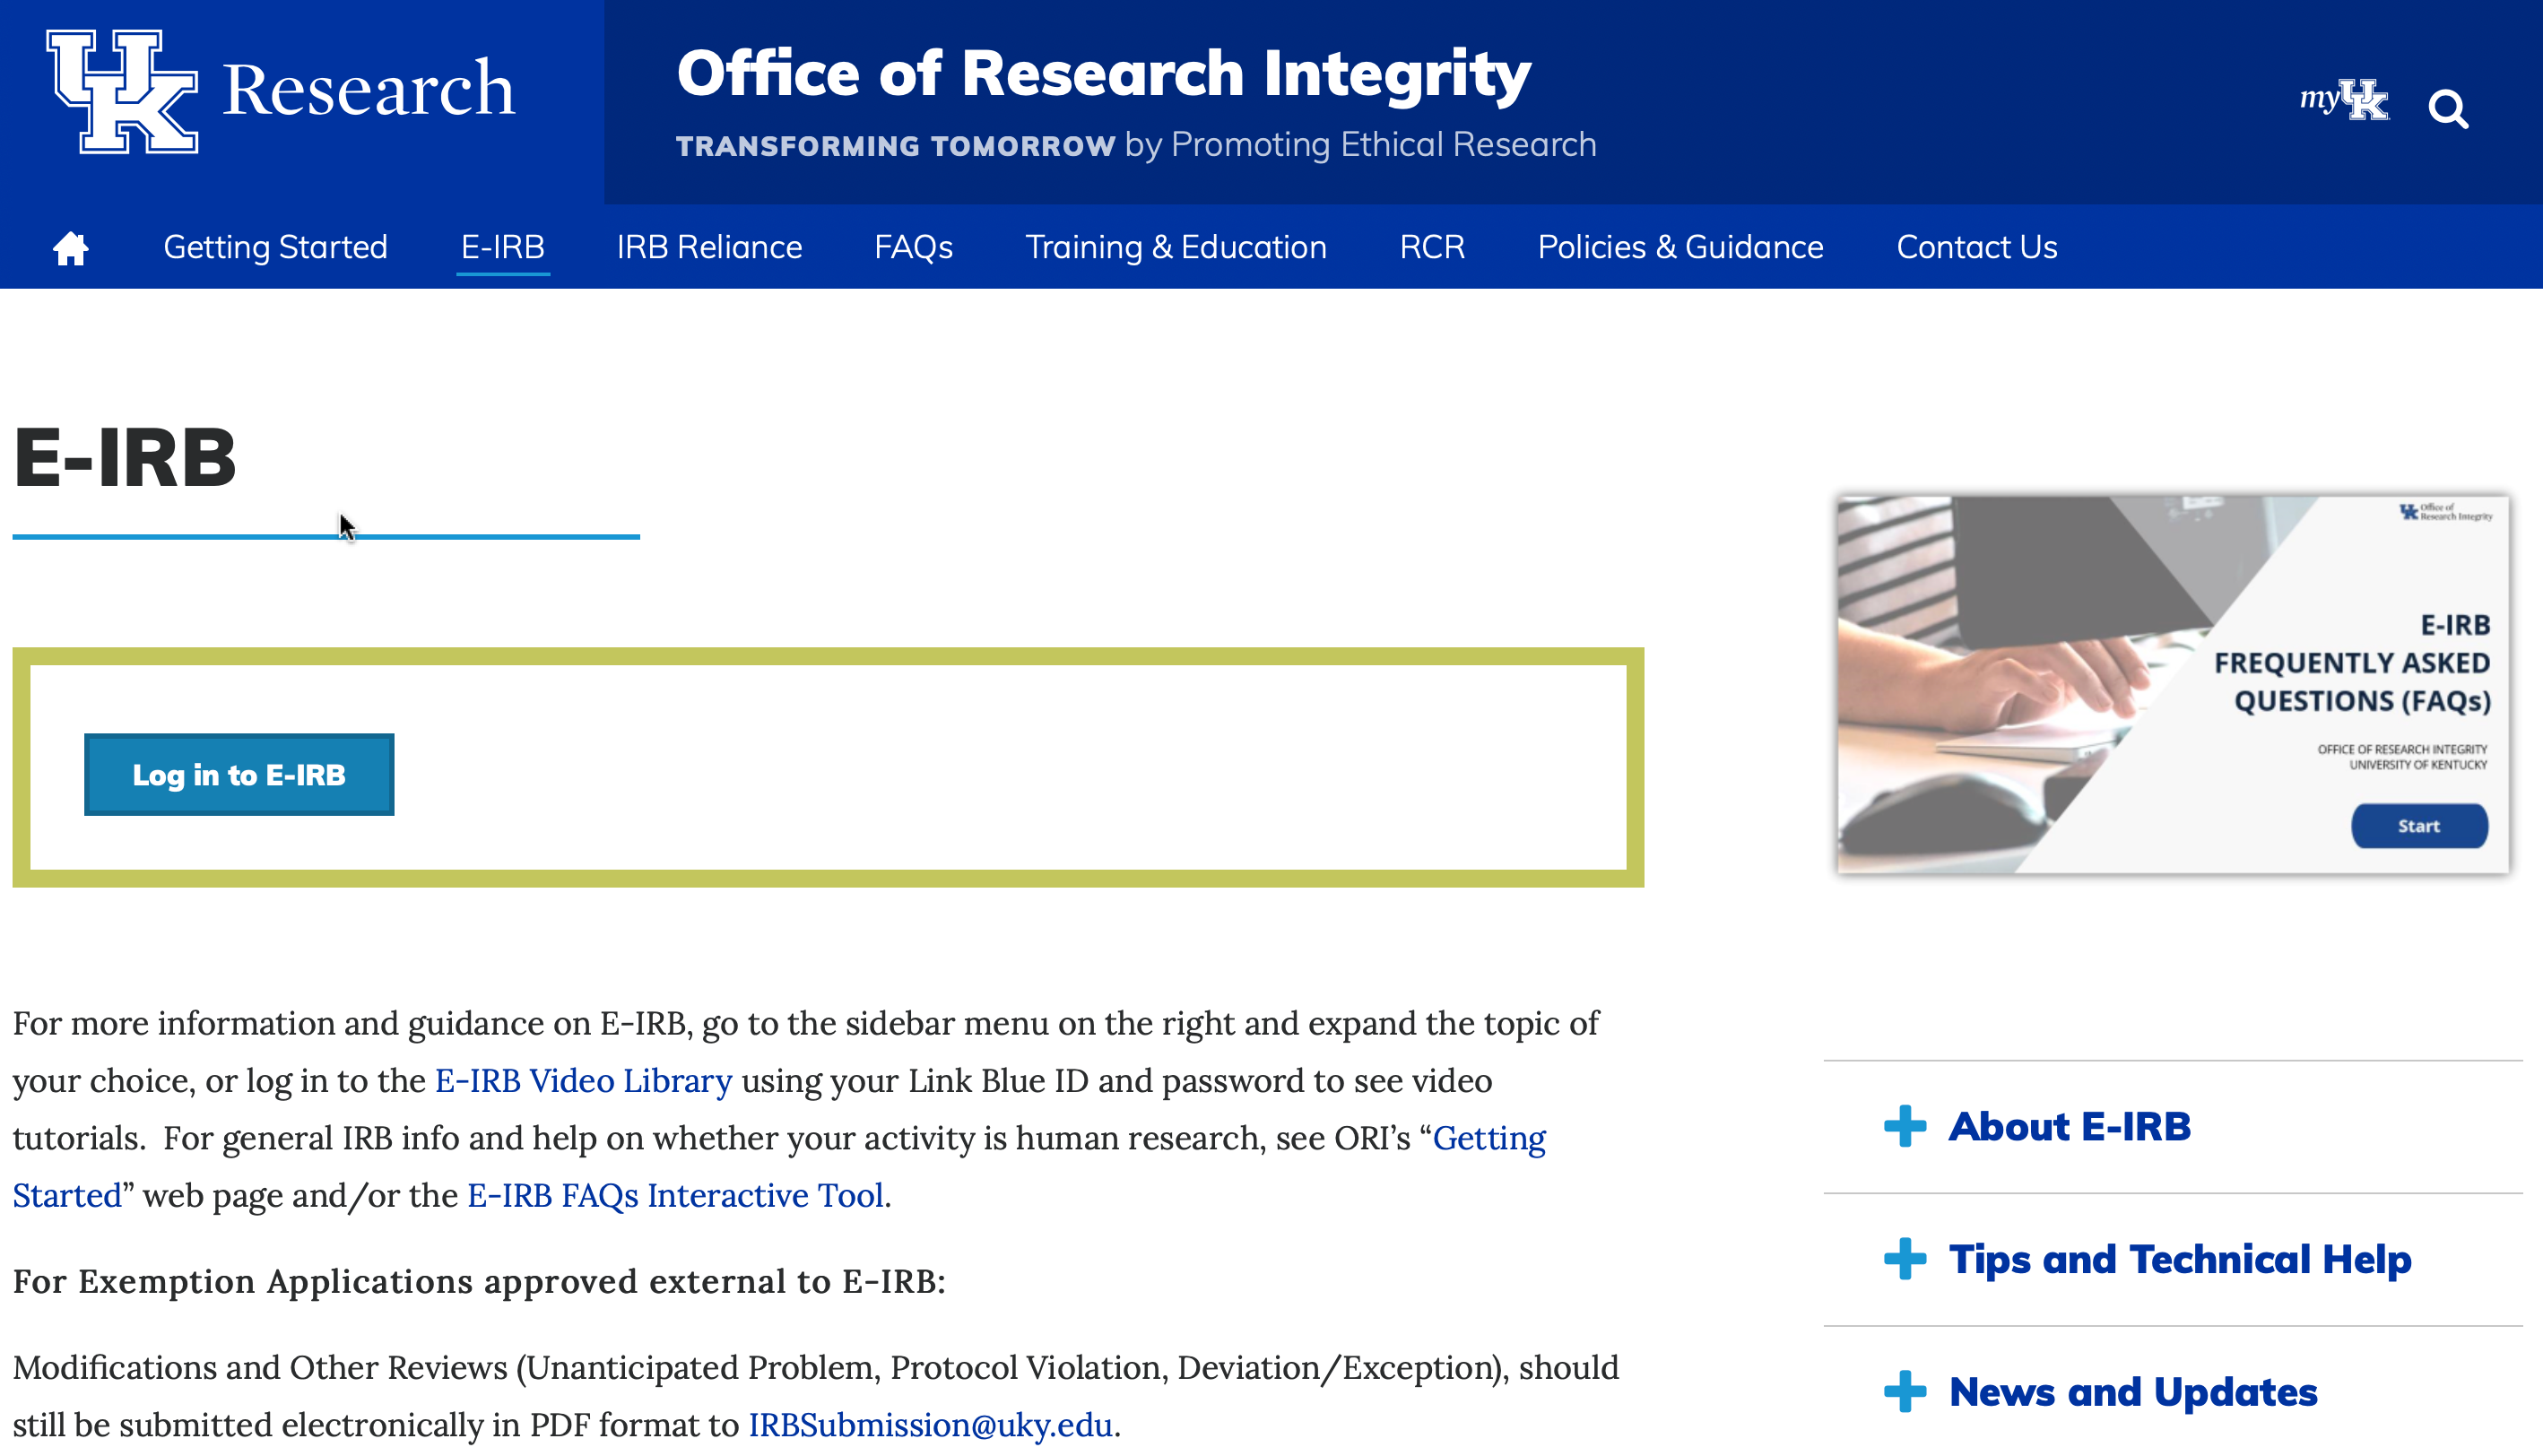 UK Research
Office of Research Integrity
TRANSFORMING TOMORROW by Promoting Ethical Research
myUK
Getting Started
E-IRB
IRB Reliance
FAQs
Training & Education
RCR
Policies & Guidance
Contact Us
E-IRB
Log in to E-IRB
For more information and guidance on E-IRB, go to the sidebar menu on the right and expand the topic of
your choice, or log in to the E-IRB Video Library using your Link Blue ID and password to see video
tutorials. For general IRB info and help on whether your activity is human research, see ORI’s “Getting
Started” web page and/or the E-IRB FAQs Interactive Tool.
For Exemption Applications approved external to E-IRB:
Modifications and Other Reviews (Unanticipated Problem, Protocol Violation, Deviation/Exception), should
still be submitted electronically in PDF format to IRBSubmission@uky.edu.
UK Office of
Research Integrity
E-IRB
FREQUENTLY ASKED
QUESTIONS (FAQs)
OFFICE OF RESEARCH INTEGRITY
UNIVERSITY OF KENTUCKY
Start
About E-IRB
Tips and Technical Help
News and Updates